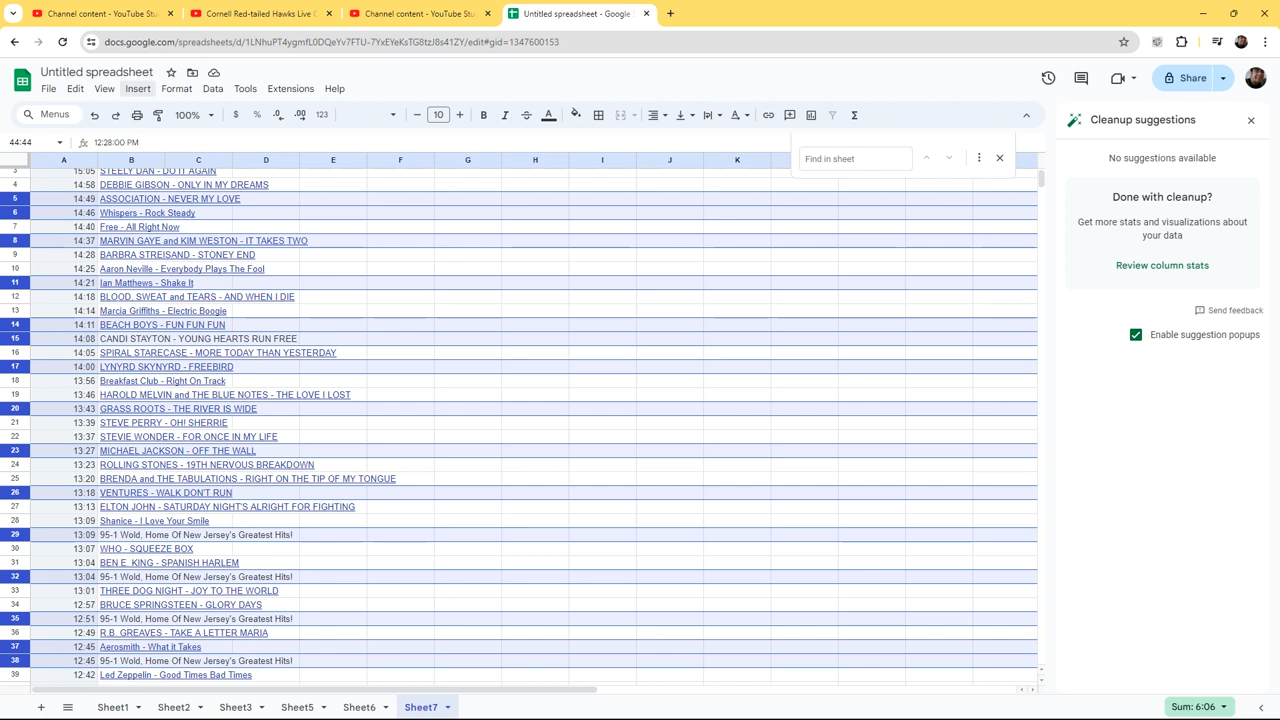 Channel content - YouTube Stu
Cornell Red-tailed Hawks Live C
Channel content - YouTube Stu
Untitled spreadsheet - Google S
docs.google.com/spreadsheets/d/1LNhuPT4ygmfL0DQeYv7FTU-7YxEYeKsTG8tzJ8s41ZY/edit#gid=1347600153
Untitled spreadsheet
File Edit View Insert Format Data Tools Extensions Help
Share
Menus 100% $ % .0 .00 123 10 B I A
44:44 12:28:00 PM
Find in sheet
A B C D E F G H I J K
3 15:05 STEELY DAN - DO IT AGAIN
4 14:58 DEBBIE GIBSON - ONLY IN MY DREAMS
5 14:49 ASSOCIATION - NEVER MY LOVE
6 14:46 Whispers - Rock Steady
7 14:40 Free - All Right Now
8 14:37 MARVIN GAYE and KIM WESTON - IT TAKES TWO
9 14:28 BARBRA STREISAND - STONEY END
10 14:25 Aaron Neville - Everybody Plays The Fool
11 14:21 Ian Matthews - Shake It
12 14:18 BLOOD, SWEAT and TEARS - AND WHEN I DIE
13 14:14 Marcia Griffiths - Electric Boogie
14 14:11 BEACH BOYS - FUN FUN FUN
15 14:08 CANDI STAYTON - YOUNG HEARTS RUN FREE
16 14:05 SPIRAL STARECASE - MORE TODAY THAN YESTERDAY
17 14:00 LYNYRD SKYNYRD - FREEBIRD
18 13:56 Breakfast Club - Right On Track
19 13:46 HAROLD MELVIN and THE BLUE NOTES - THE LOVE I LOST
20 13:43 GRASS ROOTS - THE RIVER IS WIDE
21 13:39 STEVE PERRY - OH! SHERRIE
22 13:37 STEVIE WONDER - FOR ONCE IN MY LIFE
23 13:27 MICHAEL JACKSON - OFF THE WALL
24 13:23 ROLLING STONES - 19TH NERVOUS BREAKDOWN
25 13:20 BRENDA and THE TABULATIONS - RIGHT ON THE TIP OF MY TONGUE
26 13:18 VENTURES - WALK DON'T RUN
27 13:13 ELTON JOHN - SATURDAY NIGHT'S ALRIGHT FOR FIGHTING
28 13:09 Shanice - I Love Your Smile
29 13:09 95-1 Wold, Home Of New Jersey's Greatest Hits!
30 13:07 WHO - SQUEEZE BOX
31 13:04 BEN E. KING - SPANISH HARLEM
32 13:04 95-1 Wold, Home Of New Jersey's Greatest Hits!
33 13:01 THREE DOG NIGHT - JOY TO THE WORLD
34 12:57 BRUCE SPRINGSTEEN - GLORY DAYS
35 12:51 95-1 Wold, Home Of New Jersey's Greatest Hits!
36 12:49 R.B. GREAVES - TAKE A LETTER MARIA
37 12:45 Aerosmith - What it Takes
38 12:45 95-1 Wold, Home Of New Jersey's Greatest Hits!
39 12:42 Led Zeppelin - Good Times Bad Times
Cleanup suggestions
No suggestions available
Done with cleanup?
Get more stats and visualizations about
your data
Review column stats
Send feedback
Enable suggestion popups
Sheet1 Sheet2 Sheet3 Sheet5 Sheet6 Sheet7
Sum: 6:06